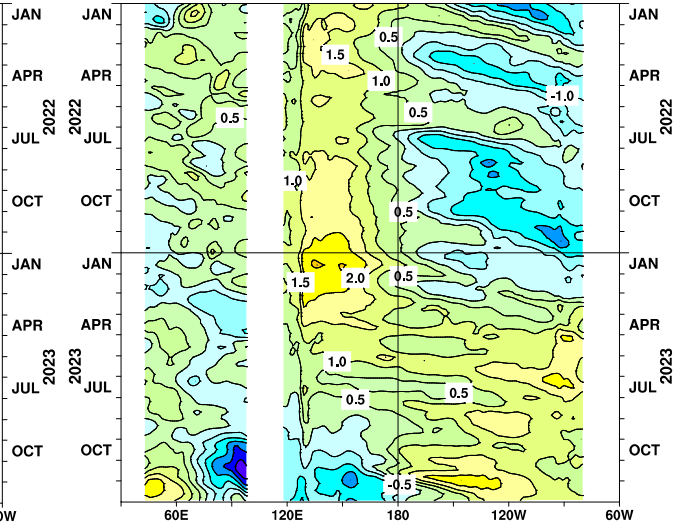 JAN JAN JAN
0.5
1.5
APR APR 1.0 APR
-1.0
2022 2022 0.5 0.5 2022
JUL JUL JUL
1.0
OCT OCT 0.5 OCT
JAN JAN JAN
1.5 2.0 0.5
APR APR APR
2023 2023 1.0 2023
JUL JUL 0.5 0.5 JUL
OCT OCT OCT
-0.5
0W 60E 120E 180 120W 60W